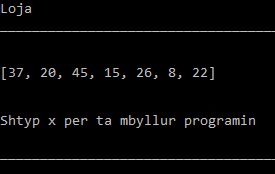 Loja
[37, 20, 45, 15, 26, 8, 22]
Shtyp x per ta mbyllur programin